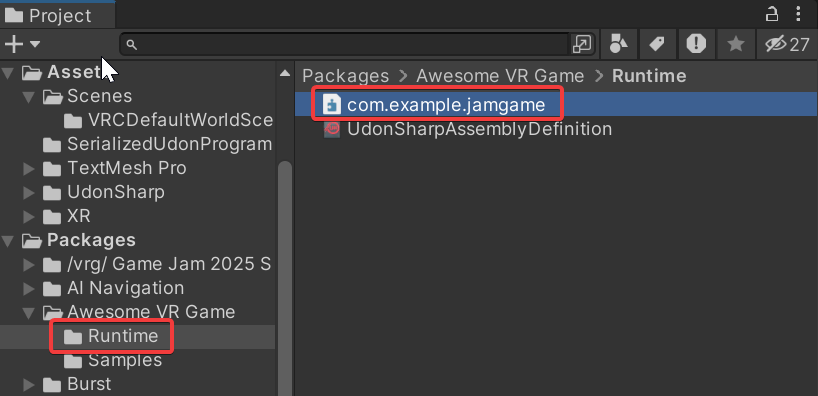 Project
27
Assets
Scenes
VRCDefaultWorldSce
SerializedUdonProgram
TextMesh Pro
UdonSharp
XR
Packages
/vrg/ Game Jam 2025 S
AI Navigation
Awesome VR Game
Runtime
Samples
Burst
Packages > Awesome VR Game > Runtime
com.example.jamgame
UdonSharpAssemblyDefinition